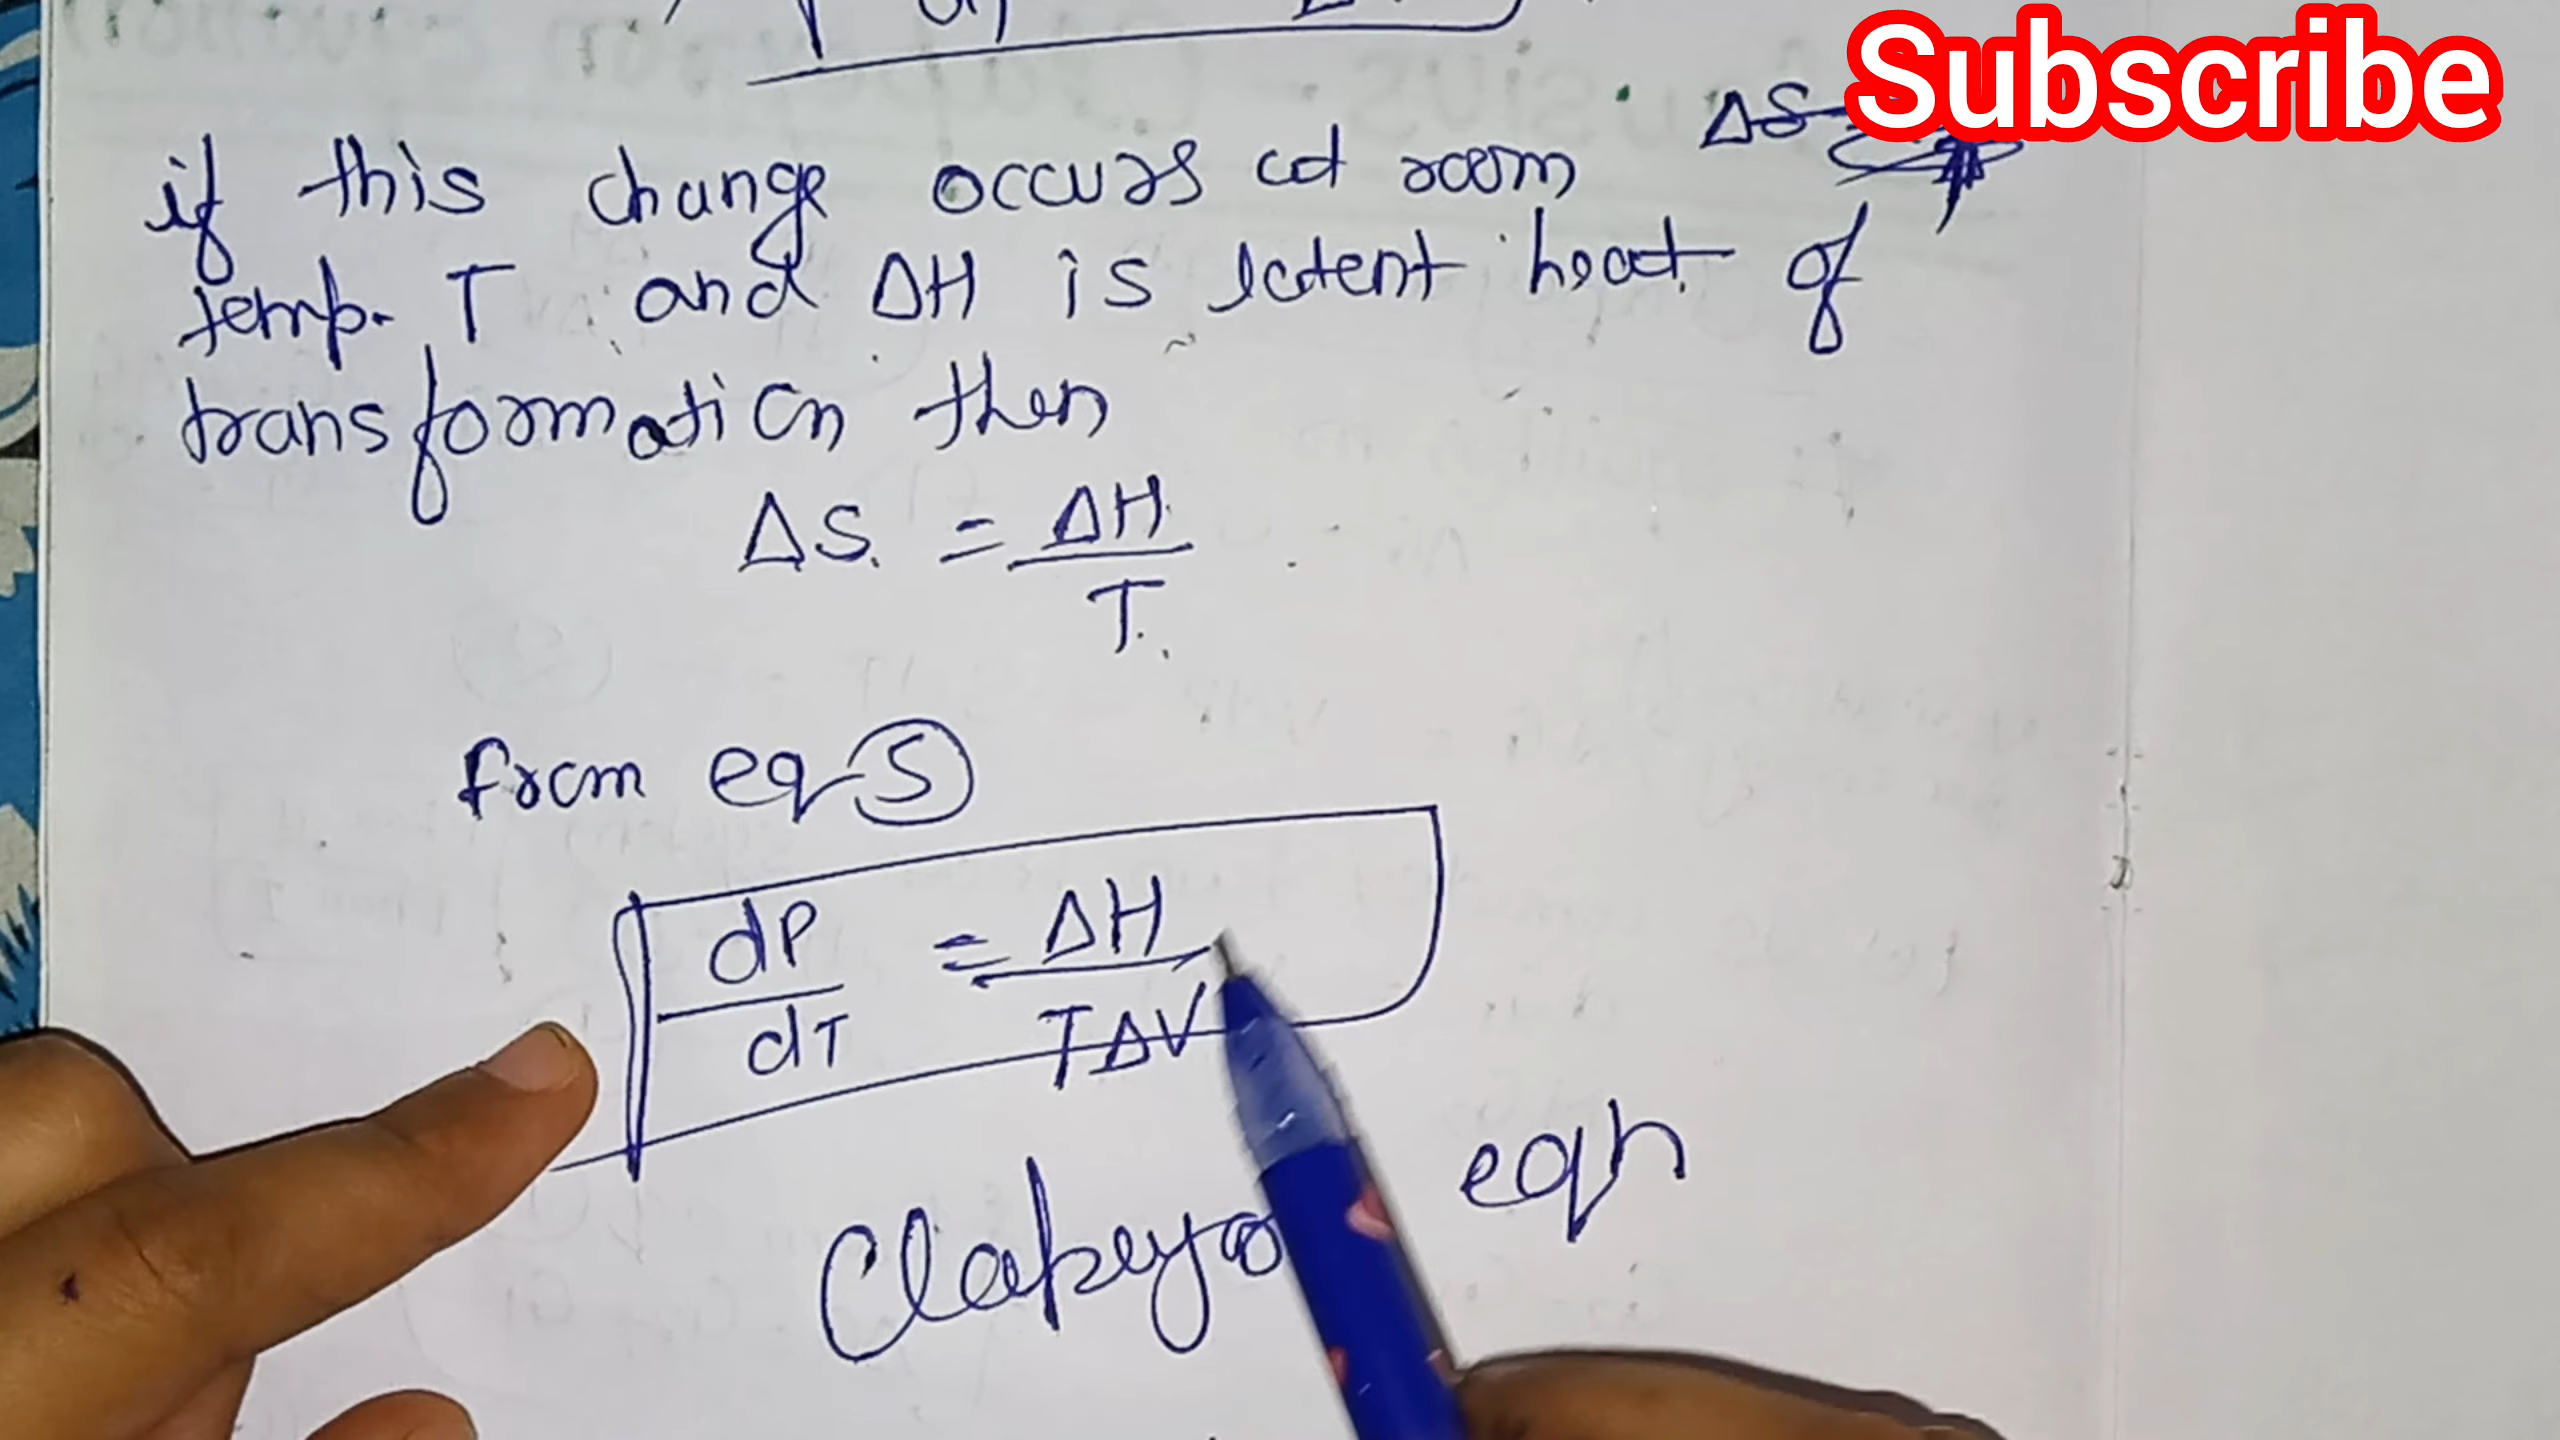 Subscribe
ΔS
if this change occurs at room
temp. T and ΔH is latent heat of
transformation then
ΔS = ΔH/T
from eq ⑤
dP/dT = ΔH/TΔV
eqn